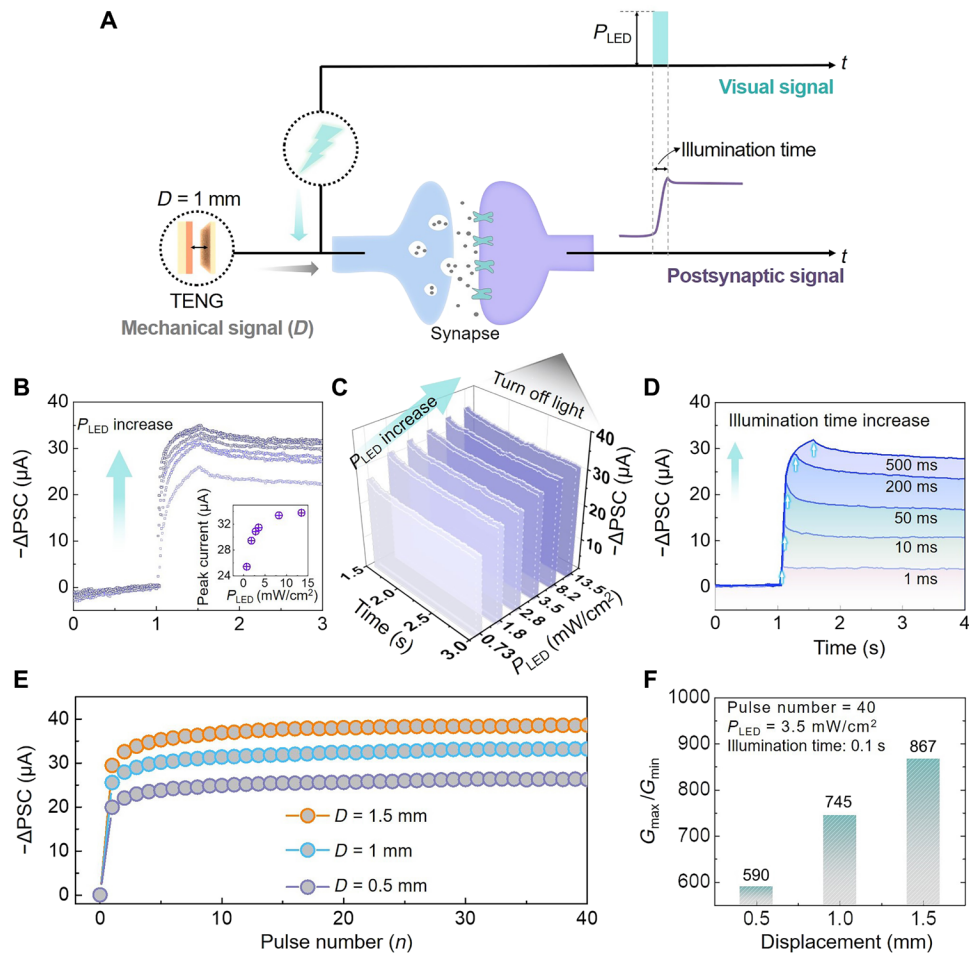 A
P_LED
t
Visual signal
Illumination time
D = 1 mm
TENG
Mechanical signal (D)
Synapse
t
Postsynaptic signal
B
−ΔPSC (μA)
40
30
20
10
0
P_LED increase
Peak current (μA)
32
28
24
0.0 4.5 9.0 13.5
P_LED (mW/cm²)
0 1 2 3
Time (s)
C
P_LED increase
Turn off light
40
30
20
10
−ΔPSC (μA)
1.5
2.0
2.5
3.0
Time (s)
0.73
1.8
2.8
3.5
8.2
13.5
P_LED (mW/cm²)
D
−ΔPSC (μA)
40
30
20
10
0
Illumination time increase
500 ms
200 ms
50 ms
10 ms
1 ms
0 1 2 3 4
Time (s)
E
−ΔPSC (μA)
40
30
20
10
0
D = 1.5 mm
D = 1 mm
D = 0.5 mm
0 10 20 30 40
Pulse number (n)
F
G_max/G_min
1000
900
800
700
600
Pulse number = 40
P_LED = 3.5 mW/cm²
Illumination time: 0.1 s
590
745
867
0.5 1.0 1.5
Displacement (mm)